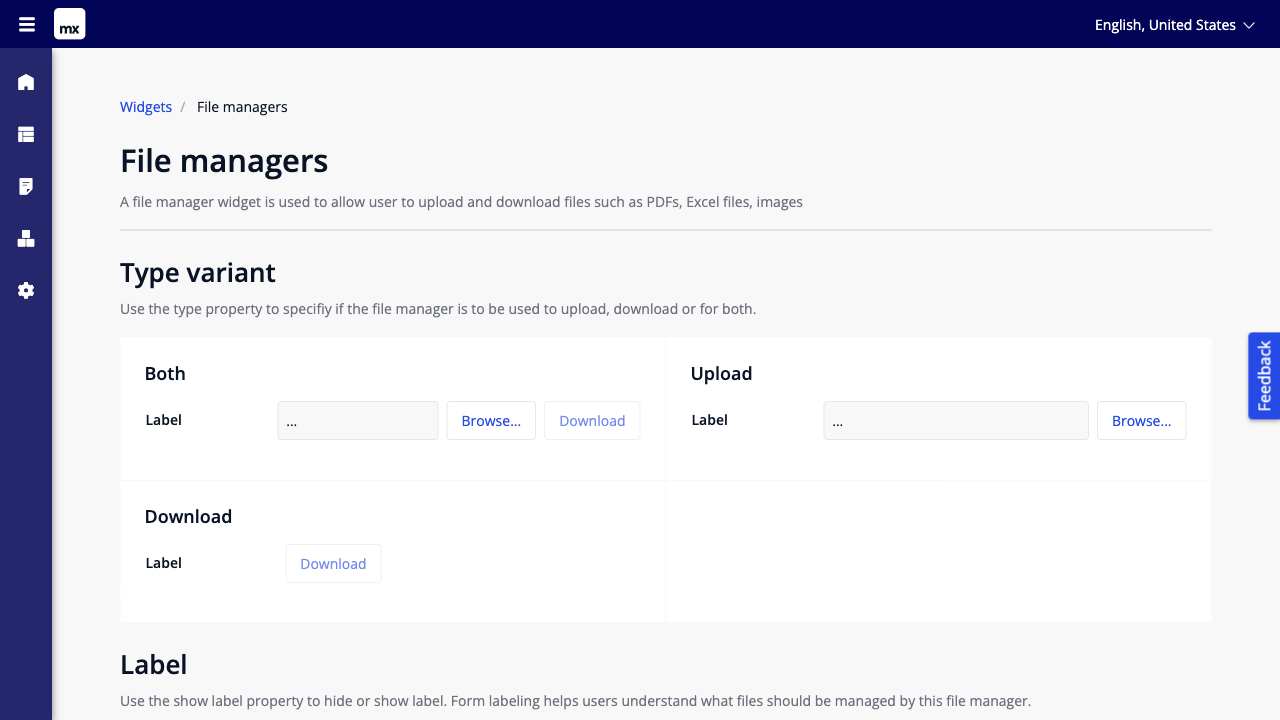 mx
English, United States
Widgets / File managers
File managers
A file manager widget is used to allow user to upload and download files such as PDFs, Excel files, images
Type variant
Use the type property to specifiy if the file manager is to be used to upload, download or for both.
Feedback
Both
Label ... Browse... Download
Upload
Label ... Browse...
Download
Label Download
Label
Use the show label property to hide or show label. Form labeling helps users understand what files should be managed by this file manager.